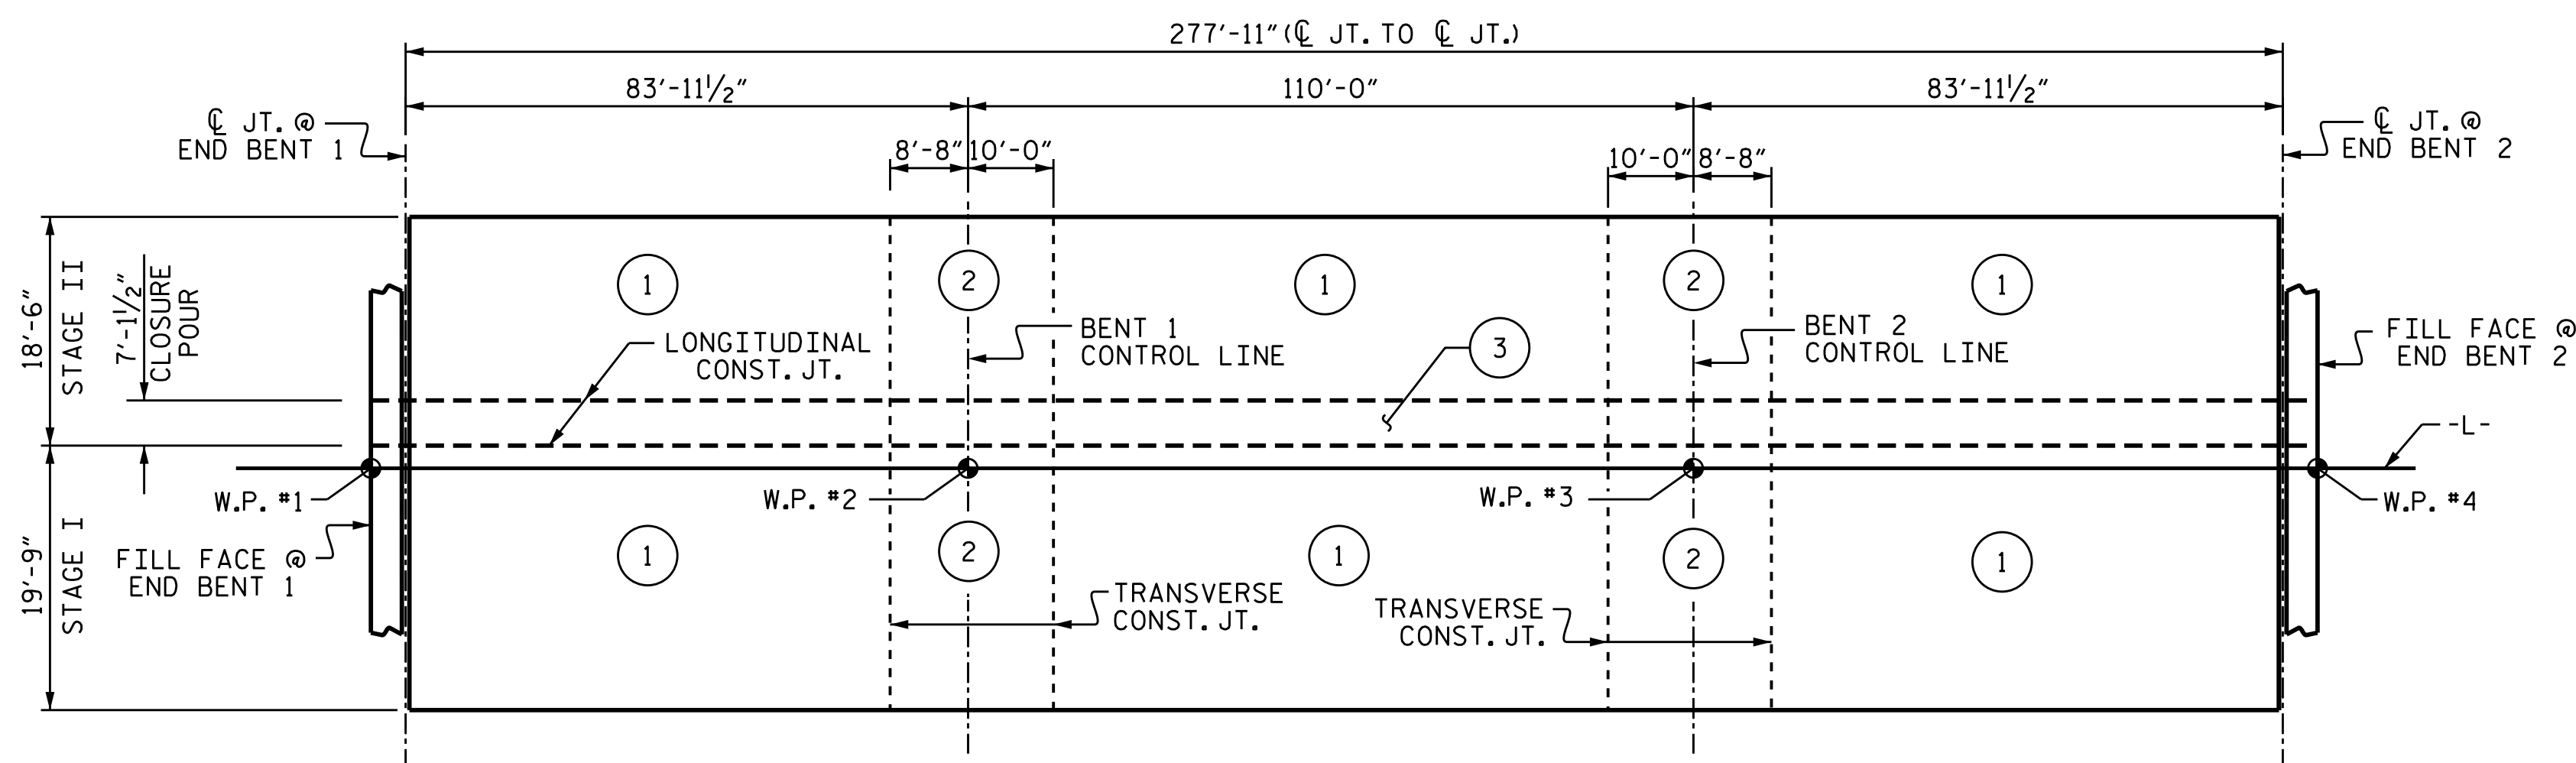 277'-11" (℄ JT. TO ℄ JT.)
83'-11½"
110'-0"
83'-11½"
℄ JT. @
END BENT 1
8'-8"
10'-0"
10'-0"
8'-8"
℄ JT. @
END BENT 2
18'-6"
STAGE II
7'-1½"
CLOSURE
POUR
1
2
1
2
1
LONGITUDINAL
CONST. JT.
BENT 1
CONTROL LINE
3
BENT 2
CONTROL LINE
FILL FACE @
END BENT 2
-L-
W.P. #1
W.P. #2
W.P. #3
W.P. #4
19'-9"
STAGE I
FILL FACE @
END BENT 1
1
2
1
2
1
TRANSVERSE
CONST. JT.
TRANSVERSE
CONST. JT.